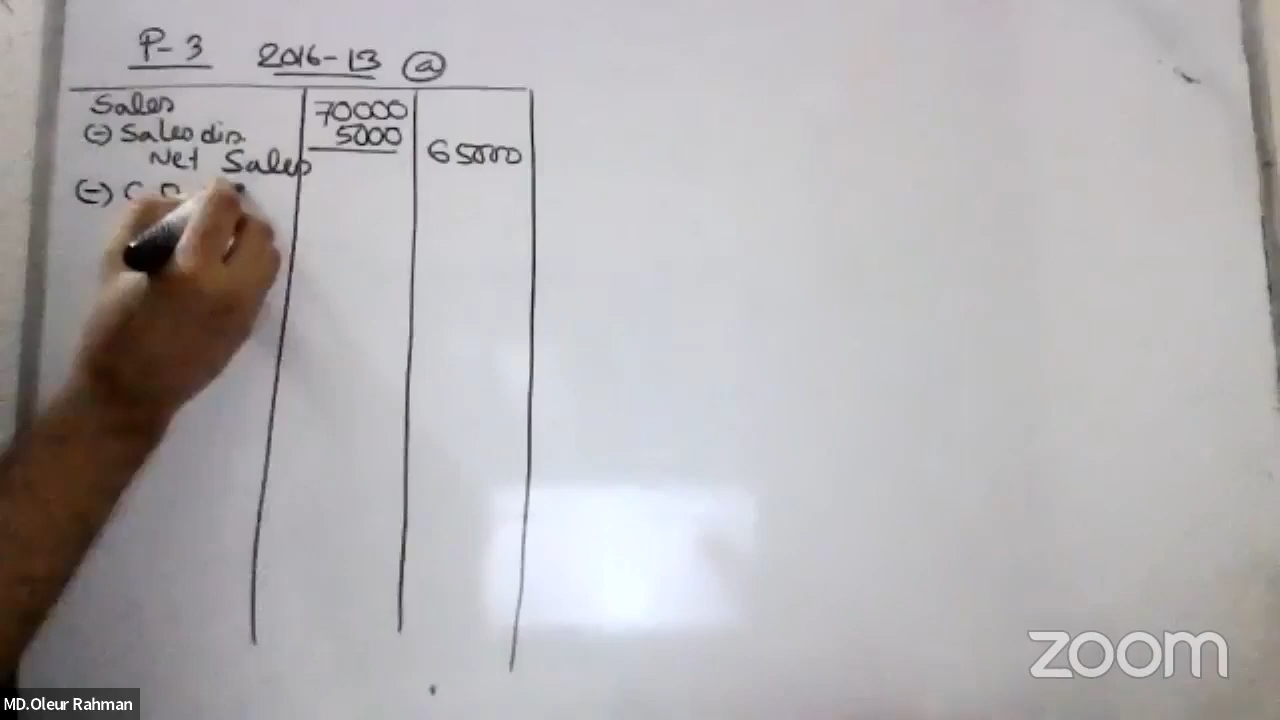 P-3 2016-13 (a)
Sales 70000
(-) Sales dis. 5000
Net Sales 65000
(-)
zoom
MD.Oleur Rahman